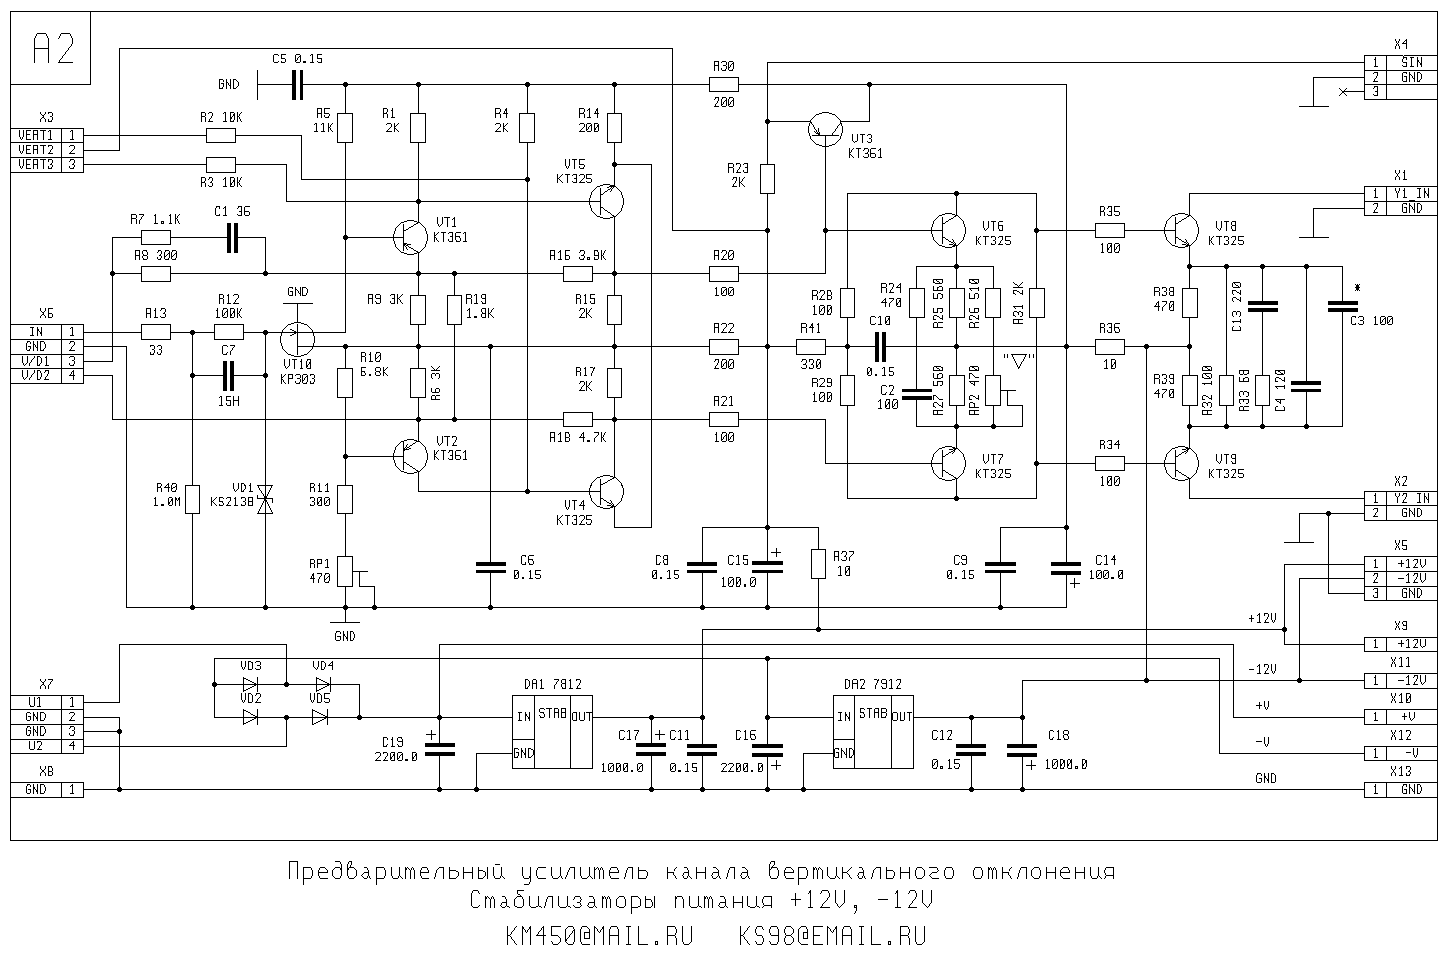 A2
C5 0.15
GND
X3
VERT1 1
VERT2 2
VERT3 3
R2 10K
R3 10K
R5 11K
R1 2K
R4 2K
R14 200
R30 200
VT5 KT325
VT1 KT361
VT3 KT361
R23 2K
X4
1 SIN
2 GND
3
X1
1 Y1_IN
2 GND
R7 1.1K
C1 36
R8 300
R16 3.9K
R20 100
VT6 KT325
R35 100
VT8 KT325
GND
X6
IN 1
GND 2
V/D1 3
V/D2 4
R13 33
R12 100K
C7 15H
VT10 KP303
R9 3K
R19 1.8K
R15 2K
R10 6.8K
R6 3K
R17 2K
R22 200
R41 330
R28 100
C10 0.15
R24 470
R25 560
R26 510
R31 2K
"▽"
R29 100
C2 100
R27 560
RP2 470
R36 10
R38 470
R39 470
C13 220
*
C3 100
R32 100
R33 68
C4 120
R21 100
R18 4.7K
VT2 KT361
VT4 KT325
VT7 KT325
R34 100
VT9 KT325
R40 1.0M
VD1 KS213B
R11 300
RP1 470
GND
C6 0.15
C8 0.15
C15 100.0
+
R37 10
C9 0.15
C14 100.0
+
X2
1 Y2_IN
2 GND
X5
1 +12V
2 -12V
3 GND
+12V
X9
1 +12V
-12V
X11
1 -12V
+V
X10
1 +V
-V
X12
1 -V
GND
X13
1 GND
X7
U1 1
GND 2
GND 3
U2 4
X8
GND 1
VD3
VD4
VD2
VD5
C19 2200.0
+
DA1 7812
IN STAB OUT
GND
C17 1000.0
+
C11 0.15
C16 2200.0
+
DA2 7912
IN STAB OUT
GND
C12 0.15
C18 1000.0
+
Предварительный усилитель канала вертикального отклонения
Стабилизаторы питания +12V, -12V
KM450@MAIL.RU KS98@EMAIL.RU